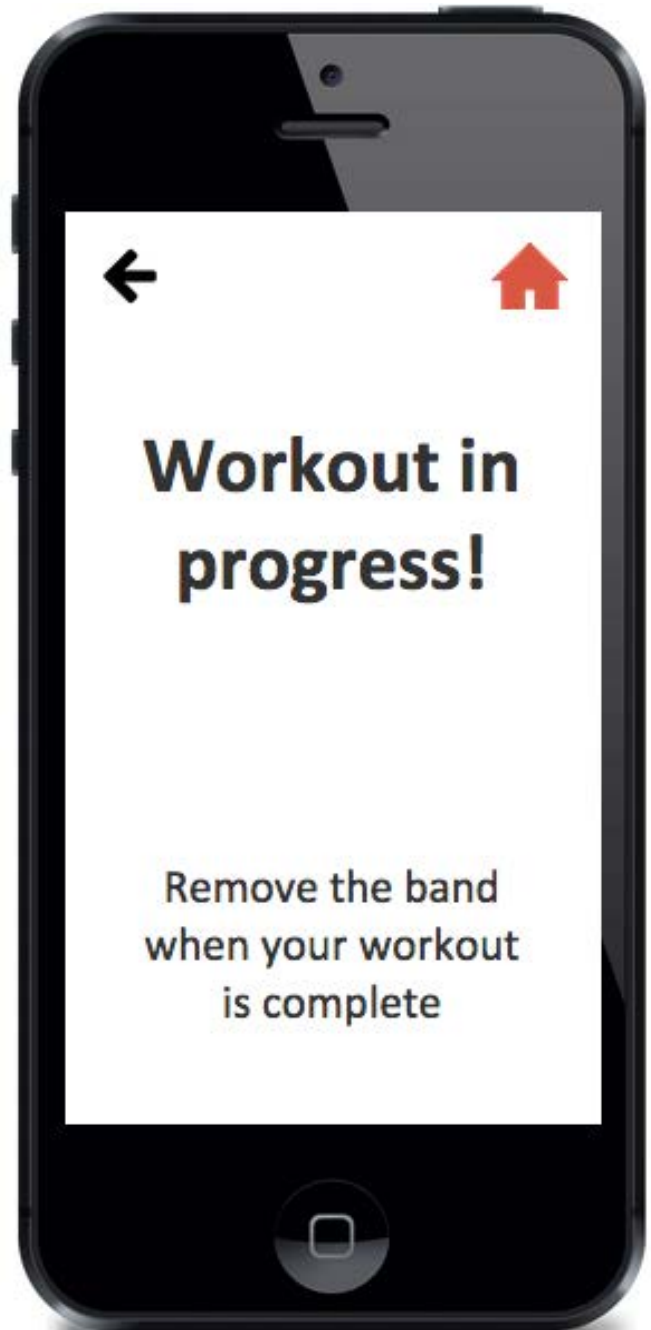 Workout in
progress!
Remove the band
when your workout
is complete